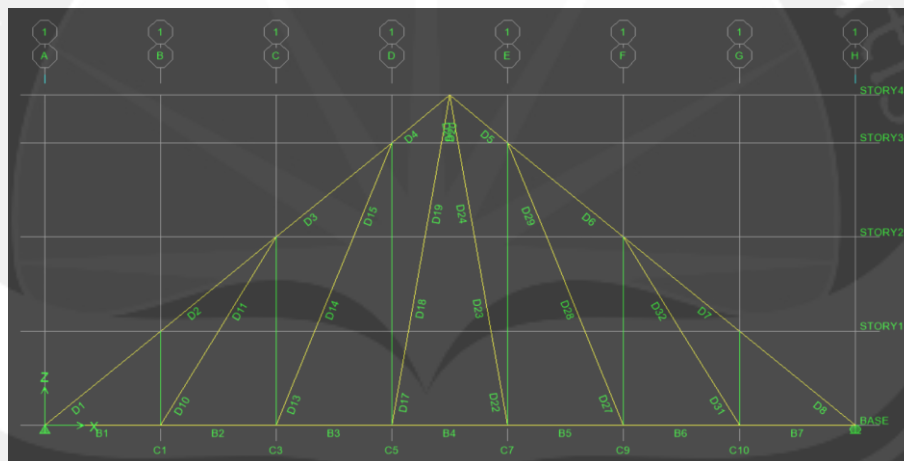 1 1 1 1 1 1 1 1
A B C D E F G H
STORY4
D4 D5
STORY3
D3 D15 D19 D24 D29 D6
STORY2
D2 D11 D14 D18 D23 D28 D32 D7
STORY1
Z
D1 D10 D13 D17 D22 D27 D31 D8
X
BASE
B1 B2 B3 B4 B5 B6 B7
C1 C3 C5 C7 C9 C10